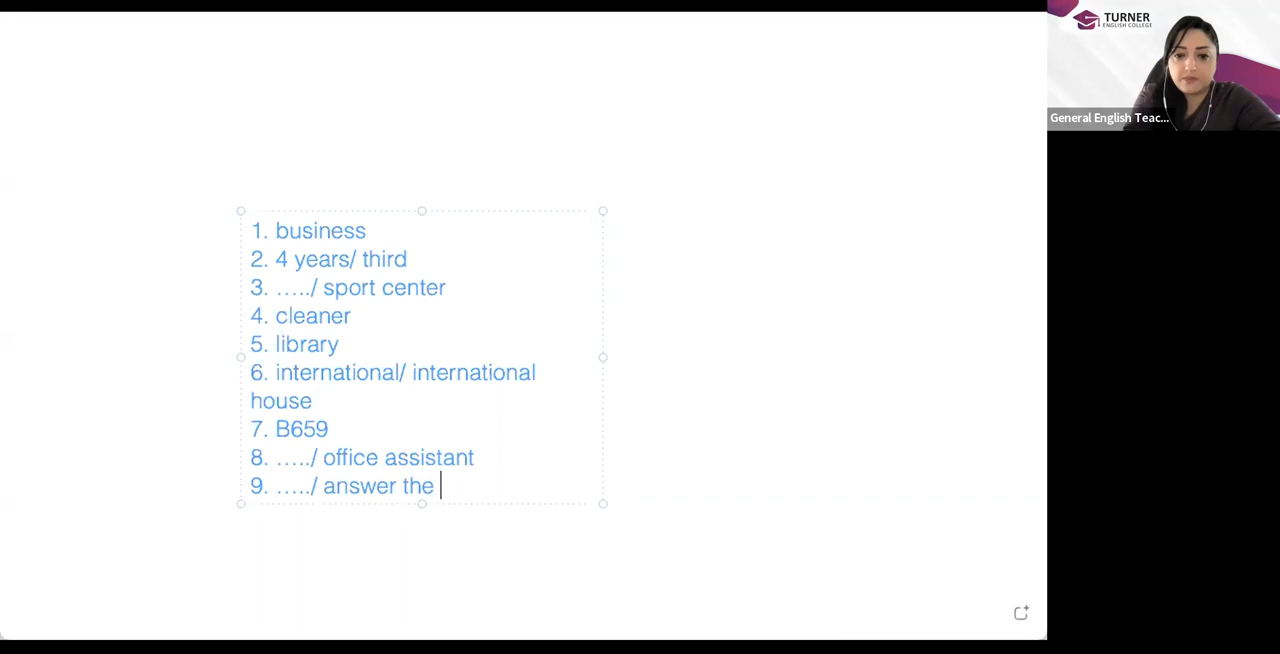 TURNER
ENGLISH COLLEGE
General English Teac...
1. business
2. 4 years/ third
3. ...../ sport center
4. cleaner
5. library
6. international/ international
house
7. B659
8. ...../ office assistant
9. ...../ answer the